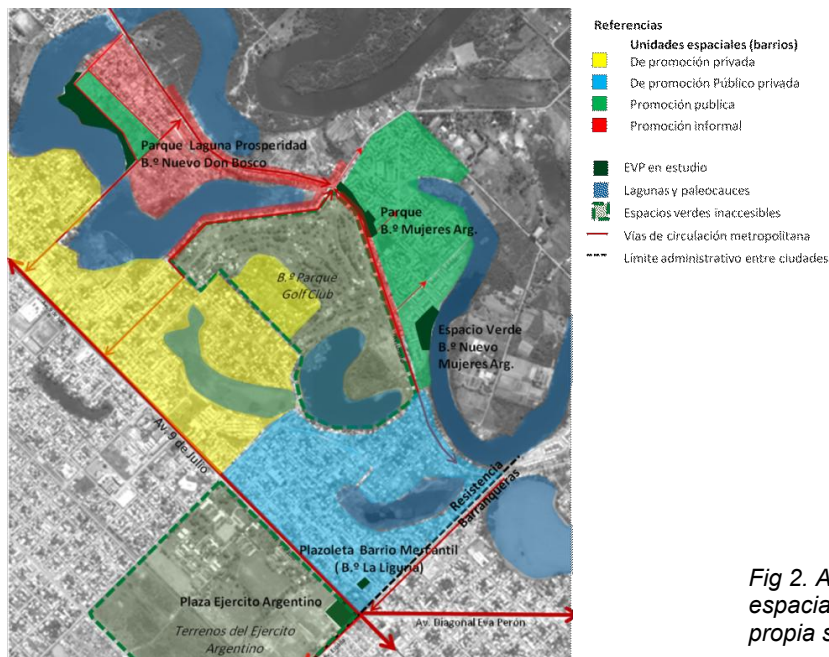 Parque Laguna Prosperidad
B.º Nuevo Don Bosco
Parque
B.º Mujeres Arg.
B.º Parque
Golf Club
Espacio Verde
B.º Nuevo
Mujeres Arg.
Av. 9 de Julio
Resistencia
Barranqueras
Plazoleta Barrio Mercantil
( B.º La Liguria)
Plaza Ejercito Argentino
Terrenos del Ejercito
Argentino
Av. Diagonal Eva Perón
Referencias
Unidades espaciales (barrios)
De promoción privada
De promoción Público privada
Promoción publica
Promoción informal
EVP en estudio
Lagunas y paleocauces
Espacios verdes inaccesibles
Vías de circulación metropolitana
Límite administrativo entre ciudades
Fig 2. A
espacia
propia s